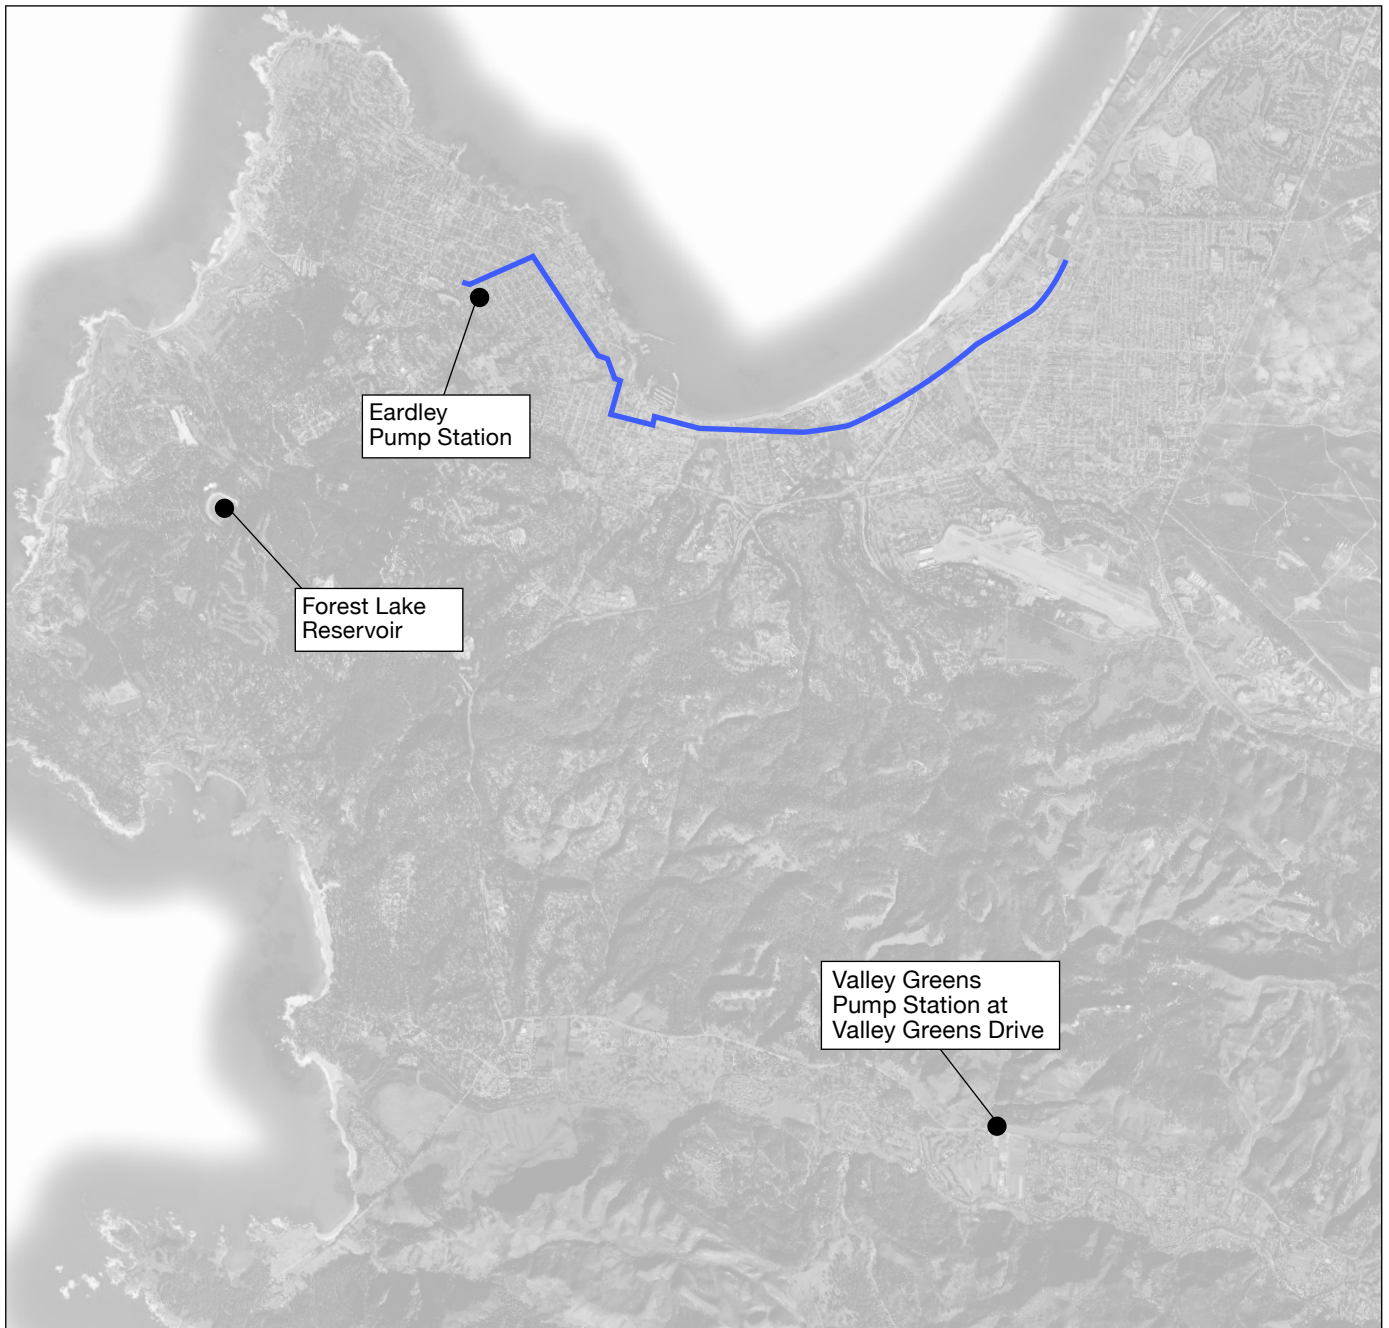 Eardley
Pump Station
Forest Lake
Reservoir
Valley Greens
Pump Station at
Valley Greens Drive